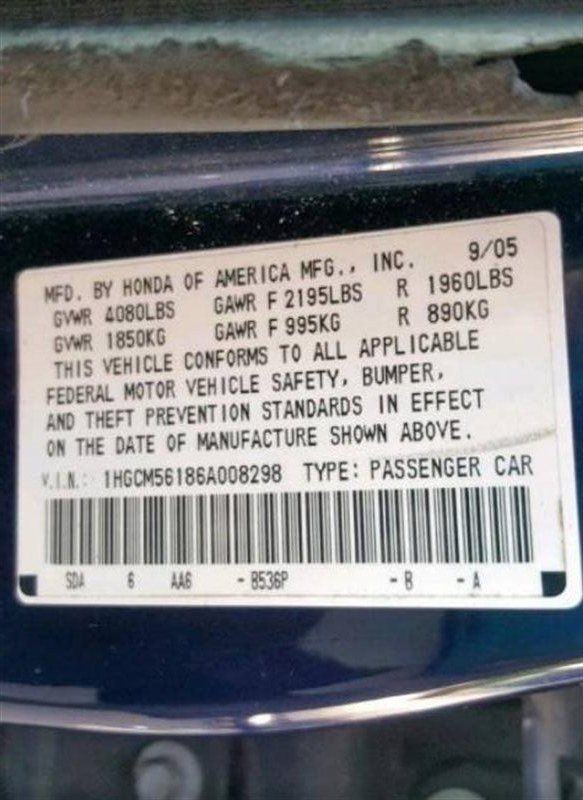 MFD. BY HONDA OF AMERICA MFG., INC. 9/05
GVWR 4080LBS GAWR F 2195LBS R 1960LBS
GVWR 1850KG GAWR F 995KG R 890KG
THIS VEHICLE CONFORMS TO ALL APPLICABLE
FEDERAL MOTOR VEHICLE SAFETY, BUMPER,
AND THEFT PREVENTION STANDARDS IN EFFECT
ON THE DATE OF MANUFACTURE SHOWN ABOVE.
V.I.N.: 1HGCM56186A008298 TYPE: PASSENGER CAR
SDA 6 AA6 - B536P - B - A